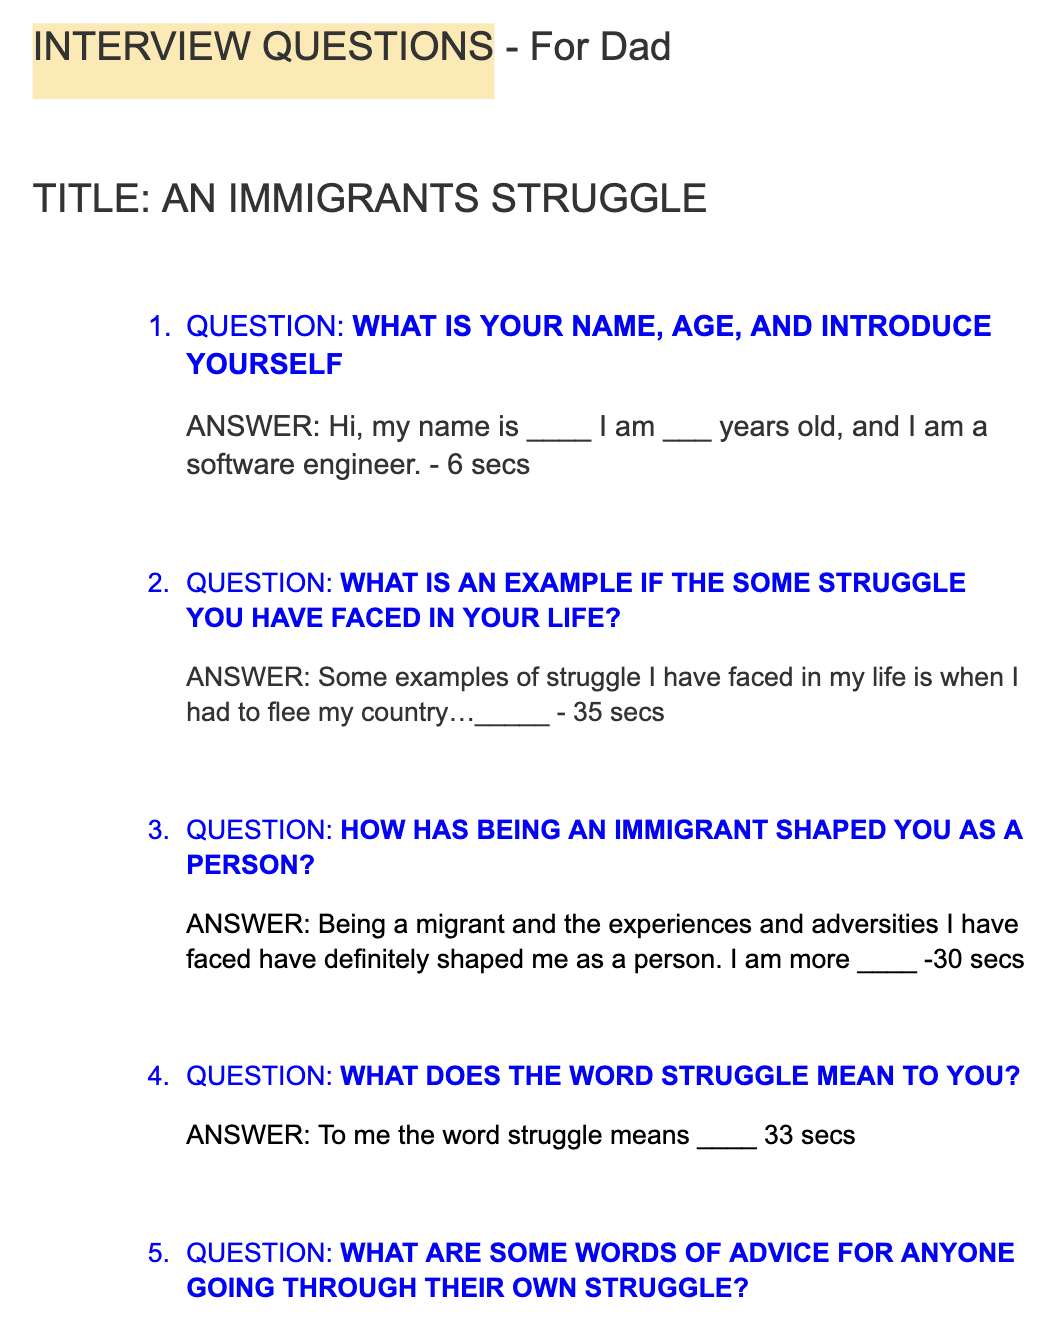 INTERVIEW QUESTIONS - For Dad
TITLE: AN IMMIGRANTS STRUGGLE
1. QUESTION: WHAT IS YOUR NAME, AGE, AND INTRODUCE
YOURSELF
ANSWER: Hi, my name is ____ I am ___ years old, and I am a
software engineer. - 6 secs
2. QUESTION: WHAT IS AN EXAMPLE IF THE SOME STRUGGLE
YOU HAVE FACED IN YOUR LIFE?
ANSWER: Some examples of struggle I have faced in my life is when I
had to flee my country…_____ - 35 secs
3. QUESTION: HOW HAS BEING AN IMMIGRANT SHAPED YOU AS A
PERSON?
ANSWER: Being a migrant and the experiences and adversities I have
faced have definitely shaped me as a person. I am more ____ -30 secs
4. QUESTION: WHAT DOES THE WORD STRUGGLE MEAN TO YOU?
ANSWER: To me the word struggle means ____ 33 secs
5. QUESTION: WHAT ARE SOME WORDS OF ADVICE FOR ANYONE
GOING THROUGH THEIR OWN STRUGGLE?